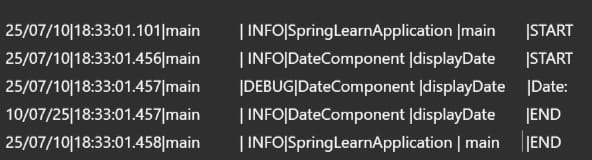 25/07/10|18:33:01.101|main | INFO|SpringLearnApplication |main |START
25/07/10|18:33:01.456|main | INFO|DateComponent |displayDate |START
25/07/10|18:33:01.457|main |DEBUG|DateComponent |displayDate |Date:
10/07/25|18:33:01.457|main | INFO|DateComponent |displayDate |END
25/07/10|18:33:01.458|main | INFO|SpringLearnApplication | main |END